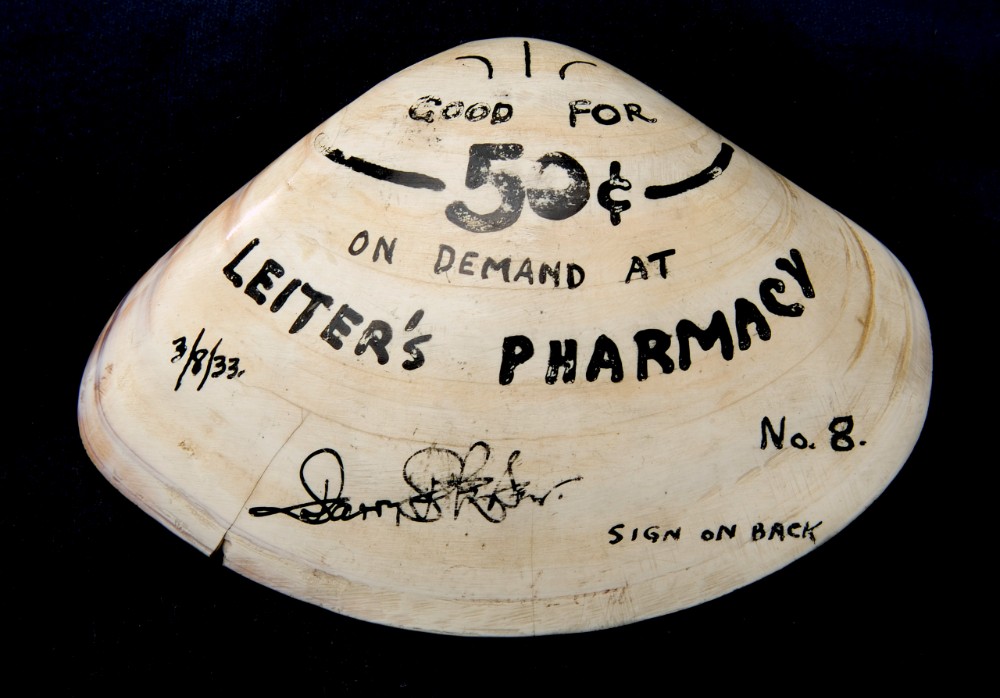 GOOD FOR
50¢
ON DEMAND AT
LEITER'S PHARMACY
3/8/33.
No. 8.
SIGN ON BACK